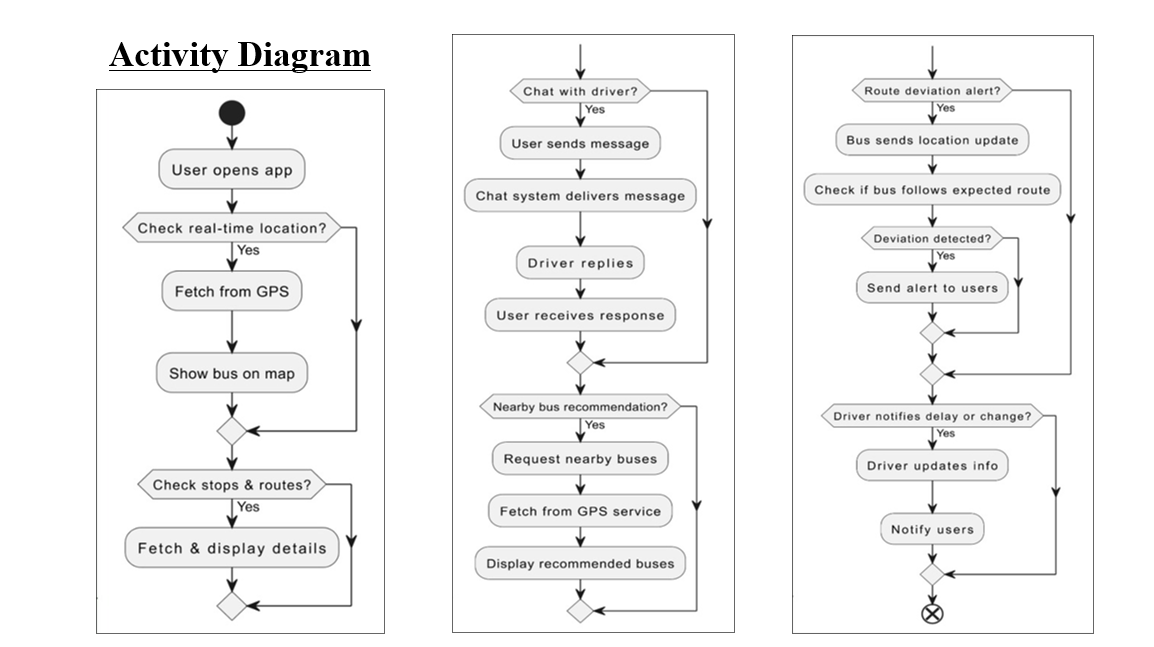 Activity Diagram
User opens app
Check real-time location?
Yes
Fetch from GPS
Show bus on map
Check stops & routes?
Yes
Fetch & display details
Chat with driver?
Yes
User sends message
Chat system delivers message
Driver replies
User receives response
Nearby bus recommendation?
Yes
Request nearby buses
Fetch from GPS service
Display recommended buses
Route deviation alert?
Yes
Bus sends location update
Check if bus follows expected route
Deviation detected?
Yes
Send alert to users
Driver notifies delay or change?
Yes
Driver updates info
Notify users